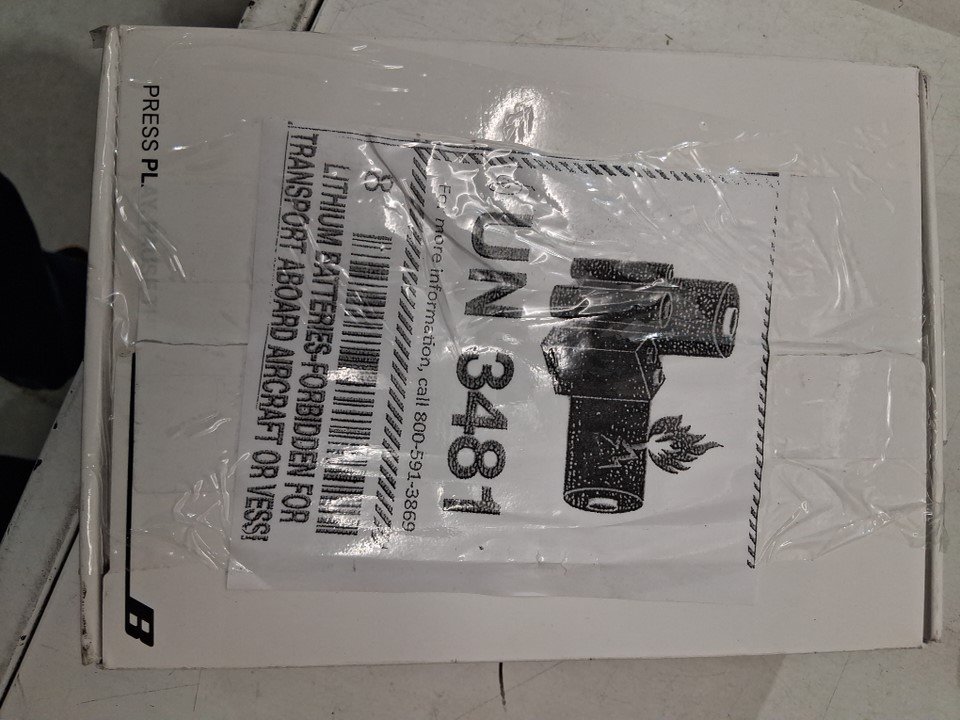 PRESS PL
UN 3481
For more information, call 800-591-3869
8
LITHIUM BATTERIES-FORBIDDEN FOR
TRANSPORT ABOARD AIRCRAFT OR VESS
B